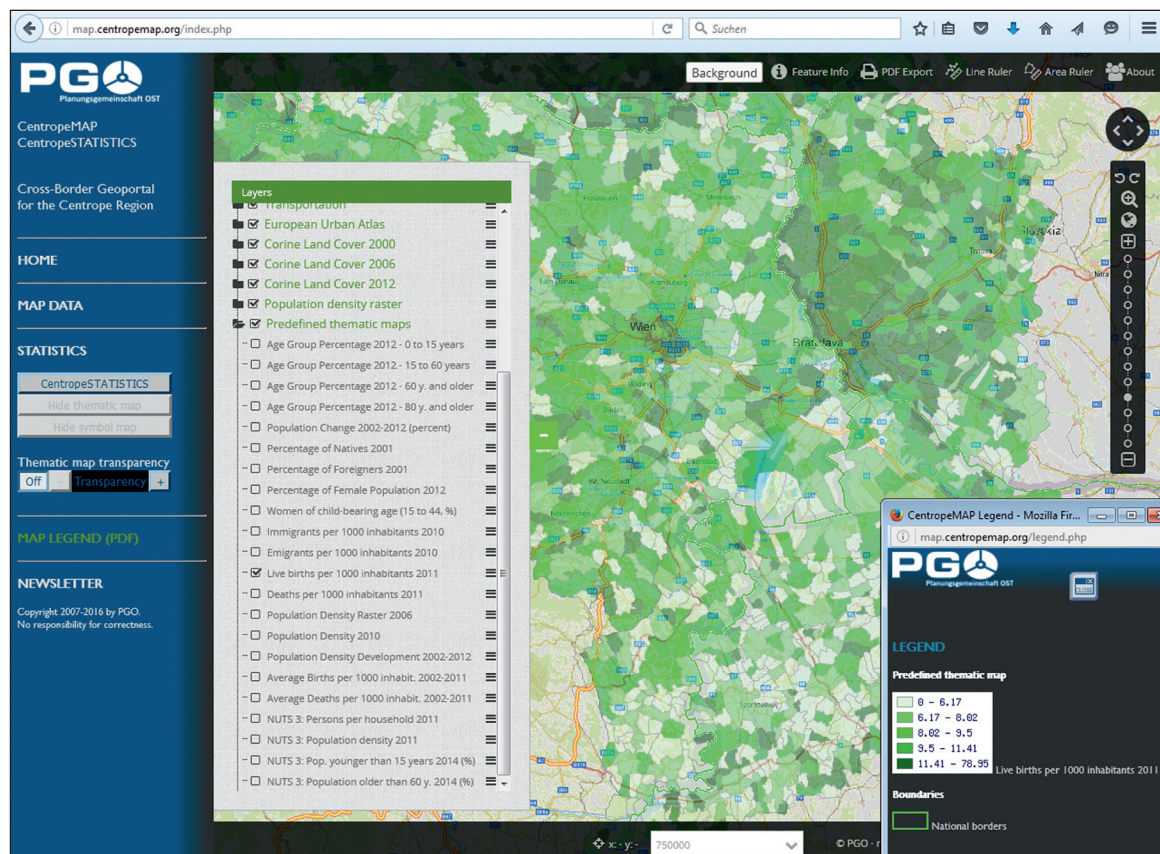 map.centropemap.org/index.php
Suchen
PGO
Planungsgemeinschaft OST
CentropeMAP
CentropeSTATISTICS
Cross-Border Geoportal
for the Centrope Region
HOME
MAP DATA
STATISTICS
CentropeSTATISTICS
Hide thematic map
Hide symbol map
Thematic map transparency
Off - Transparency +
MAP LEGEND (PDF)
NEWSLETTER
Copyright 2007-2016 by PGO.
No responsibility for correctness.
Background Feature Info PDF Export Line Ruler Area Ruler About
Layers
Transportation
European Urban Atlas
Corine Land Cover 2000
Corine Land Cover 2006
Corine Land Cover 2012
Population density raster
Predefined thematic maps
Age Group Percentage 2012 - 0 to 15 years
Age Group Percentage 2012 - 15 to 60 years
Age Group Percentage 2012 - 60 y. and older
Age Group Percentage 2012 - 80 y. and older
Population Change 2002-2012 (percent)
Percentage of Natives 2001
Percentage of Foreigners 2001
Percentage of Female Population 2012
Women of child-bearing age (15 to 44, %)
Immigrants per 1000 inhabitants 2010
Emigrants per 1000 inhabitants 2010
Live births per 1000 inhabitants 2011
Deaths per 1000 inhabitants 2011
Population Density Raster 2006
Population Density 2010
Population Density Development 2002-2012
Average Births per 1000 inhabit. 2002-2011
Average Deaths per 1000 inhabit. 2002-2011
NUTS 3: Persons per household 2011
NUTS 3: Population density 2011
NUTS 3: Pop. younger than 15 years 2014 (%)
NUTS 3: Population older than 60 y. 2014 (%)
Slovakia
Trnava
Nitra
Wien
Bratislava
Mödling
Baden
Eisenstadt
Wr. Neustadt
Neunkirchen
Sopron
Szombathely
x: - y: - 750000 © PGO - r
CentropeMAP Legend - Mozilla Fir...
map.centropemap.org/legend.php
PGO
Planungsgemeinschaft OST
CLOSE
LEGEND
Predefined thematic map
0 - 6.17
6.17 - 8.02
8.02 - 9.5
9.5 - 11.41
11.41 - 78.95
Live births per 1000 inhabitants 2011
Boundaries
National borders